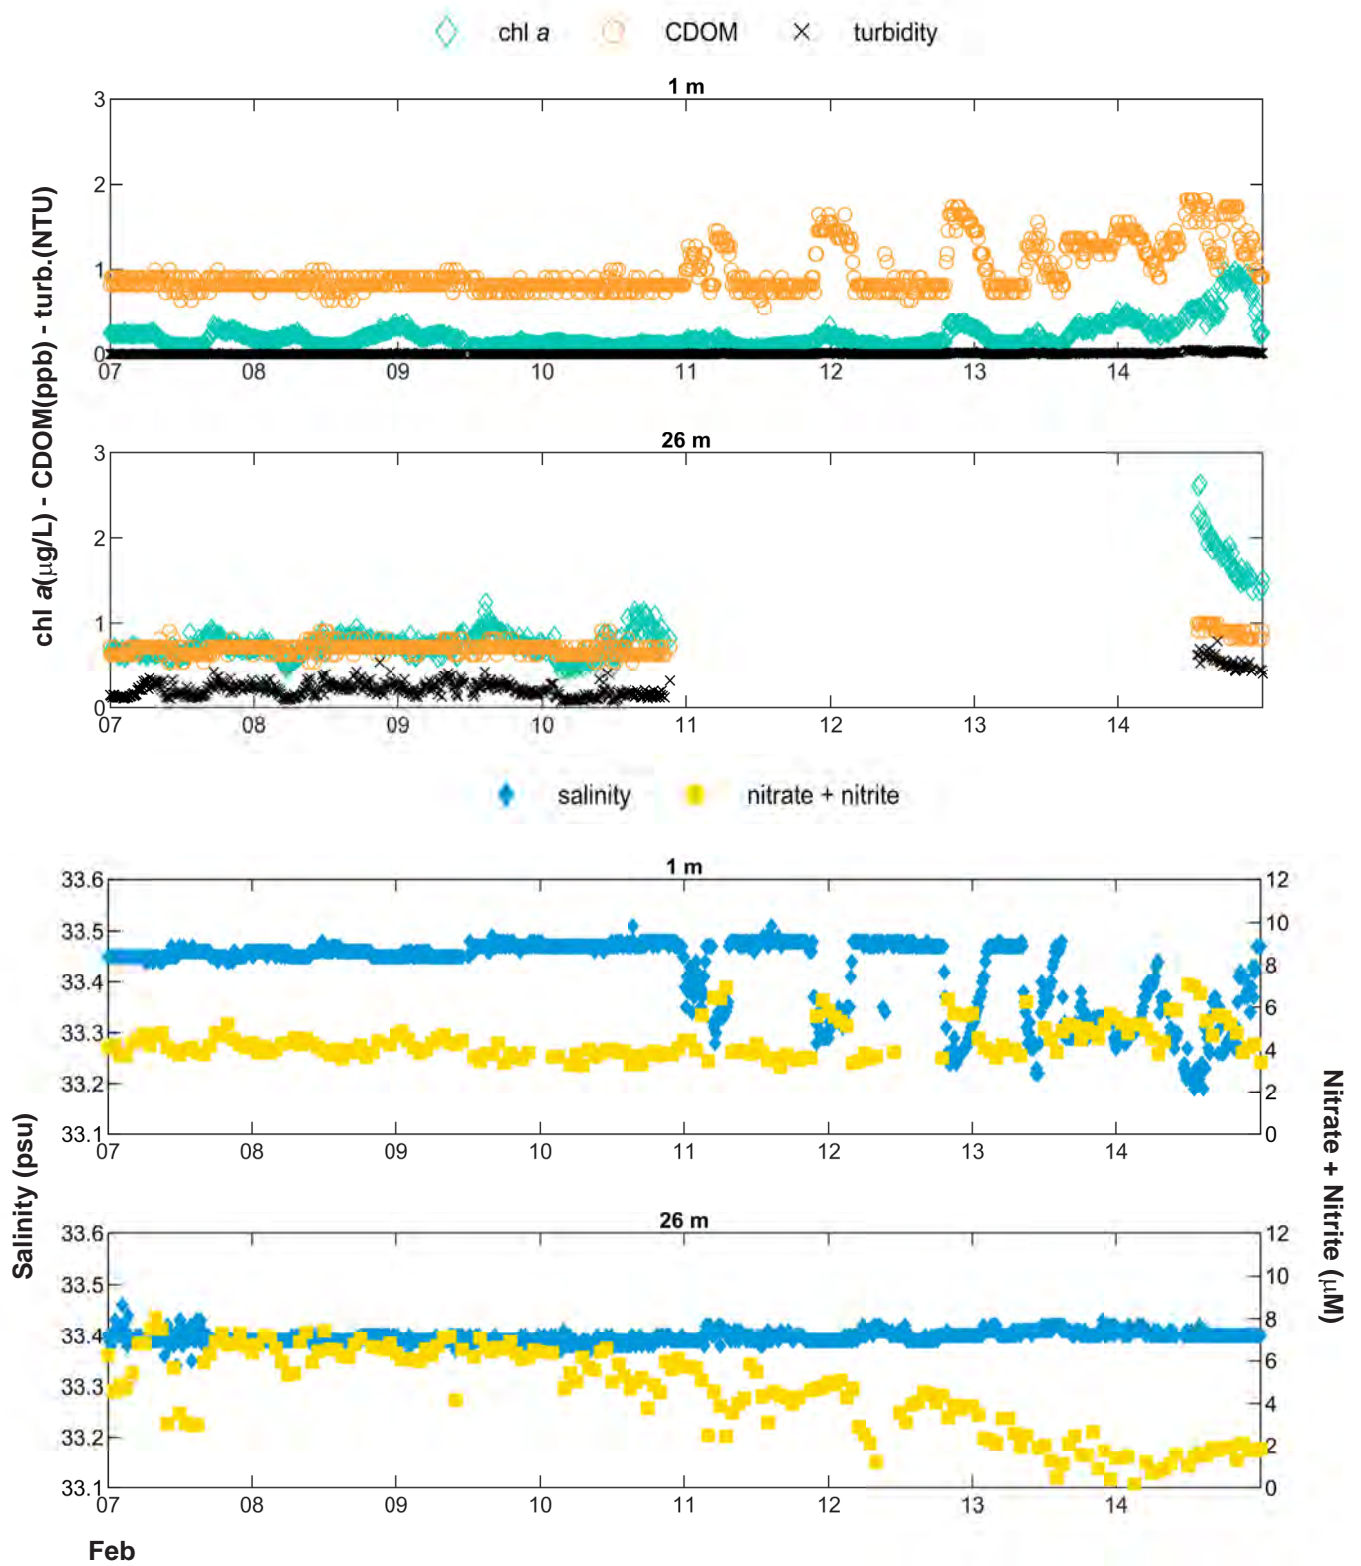 chl a CDOM turbidity
1 m
3
2
1
0
07 08 09 10 11 12 13 14
chl a(μg/L) - CDOM(ppb) - turb.(NTU)
26 m
3
2
1
0
07 08 09 10 11 12 13 14
salinity nitrate + nitrite
1 m
33.6 12
33.5 10
33.4 8
33.3 6
33.2 4
33.1 2
0
07 08 09 10 11 12 13 14
Salinity (psu)
Nitrate + Nitrite (μM)
26 m
33.6 12
33.5 10
33.4 8
33.3 6
33.2 4
33.1 2
0
07 08 09 10 11 12 13 14
Feb